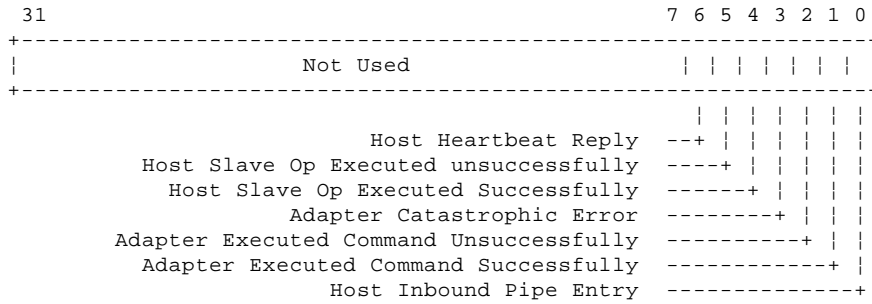 31 7 6 5 4 3 2 1 0
Not Used
Host Heartbeat Reply
Host Slave Op Executed unsuccessfully
Host Slave Op Executed Successfully
Adapter Catastrophic Error
Adapter Executed Command Unsuccessfully
Adapter Executed Command Successfully
Host Inbound Pipe Entry